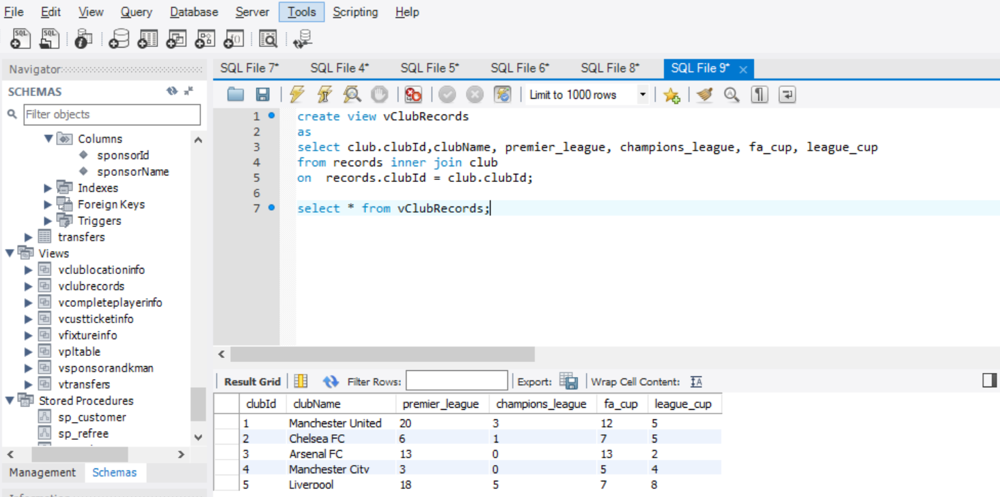 File Edit View Query Database Server Tools Scripting Help
SQL SQL
Navigator
SCHEMAS
Filter objects
Columns
sponsorId
sponsorName
Indexes
Foreign Keys
Triggers
transfers
Views
vclublocationinfo
vclubrecords
vcompleteplayerinfo
vcustticketinfo
vfixtureinfo
vpltable
vsponsorandkman
vtransfers
Stored Procedures
sp_customer
sp_refree
Management Schemas
Information
SQL File 7* SQL File 4* SQL File 5* SQL File 6* SQL File 8* SQL File 9*
Limit to 1000 rows
1 create view vClubRecords
2 as
3 select club.clubId,clubName, premier_league, champions_league, fa_cup, league_cup
4 from records inner join club
5 on records.clubId = club.clubId;
6
7 select * from vClubRecords;
Result Grid Filter Rows: Export: Wrap Cell Content:
clubId clubName premier_league champions_league fa_cup league_cup
1 Manchester United 20 3 12 5
2 Chelsea FC 6 1 7 5
3 Arsenal FC 13 0 13 2
4 Manchester City 3 0 5 4
5 Liverpool 18 5 7 8